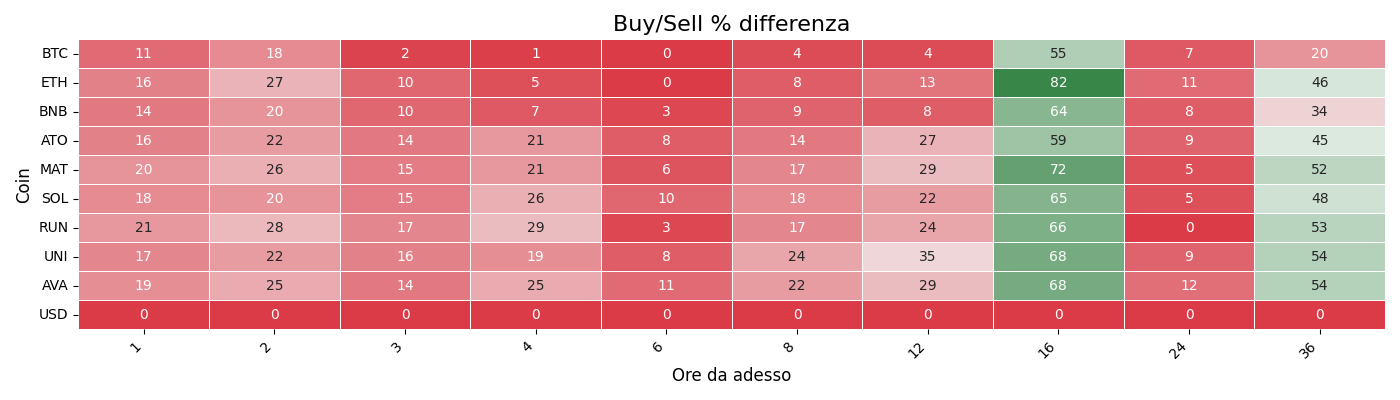 Buy/Sell % differenza
Coin
BTC 11 18 2 1 0 4 4 55 7 20
ETH 16 27 10 5 0 8 13 82 11 46
BNB 14 20 10 7 3 9 8 64 8 34
ATO 16 22 14 21 8 14 27 59 9 45
MAT 20 26 15 21 6 17 29 72 5 52
SOL 18 20 15 26 10 18 22 65 5 48
RUN 21 28 17 29 3 17 24 66 0 53
UNI 17 22 16 19 8 24 35 68 9 54
AVA 19 25 14 25 11 22 29 68 12 54
USD 0 0 0 0 0 0 0 0 0 0
1 2 3 4 6 8 12 16 24 36
Ore da adesso